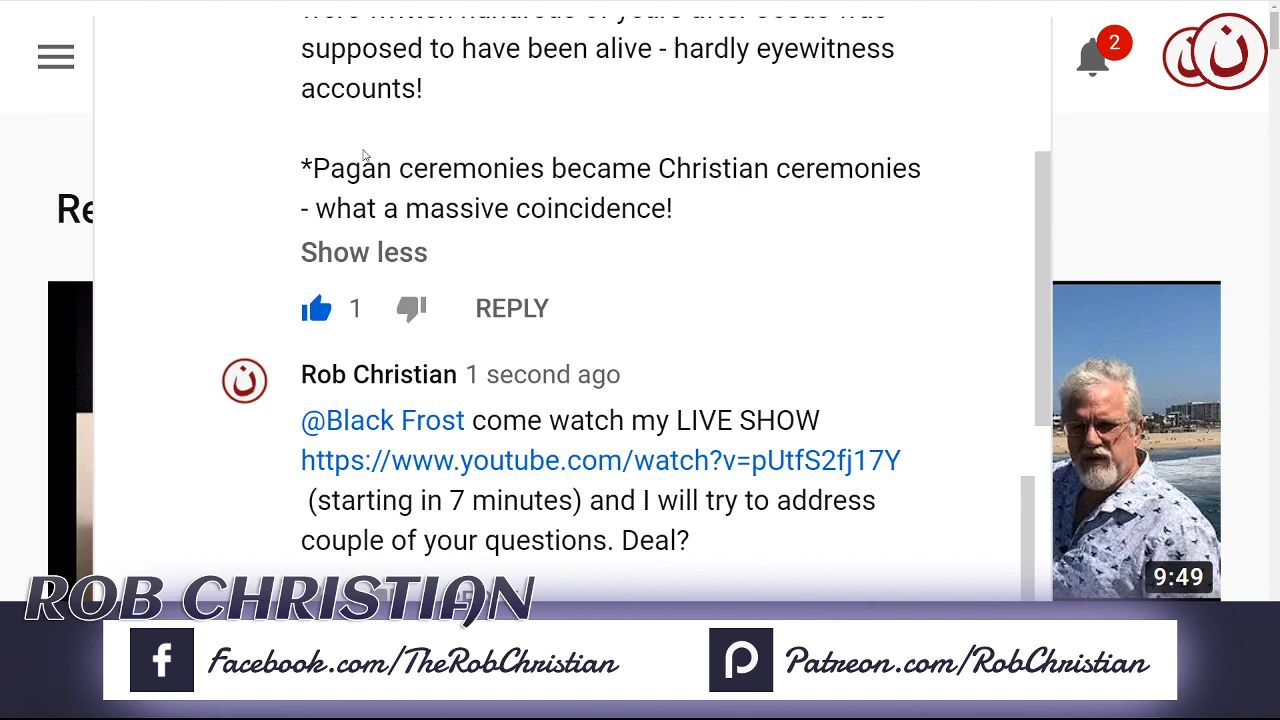 supposed to have been alive - hardly eyewitness
accounts!
*Pagan ceremonies became Christian ceremonies
- what a massive coincidence!
Show less
1
REPLY
Rob Christian 1 second ago
@Black Frost come watch my LIVE SHOW
https://www.youtube.com/watch?v=pUtfS2fj17Y
(starting in 7 minutes) and I will try to address
couple of your questions. Deal?
2
ن
Re
9:49
ROB CHRISTIAN
Facebook.com/TheRobChristian
Patreon.com/RobChristian